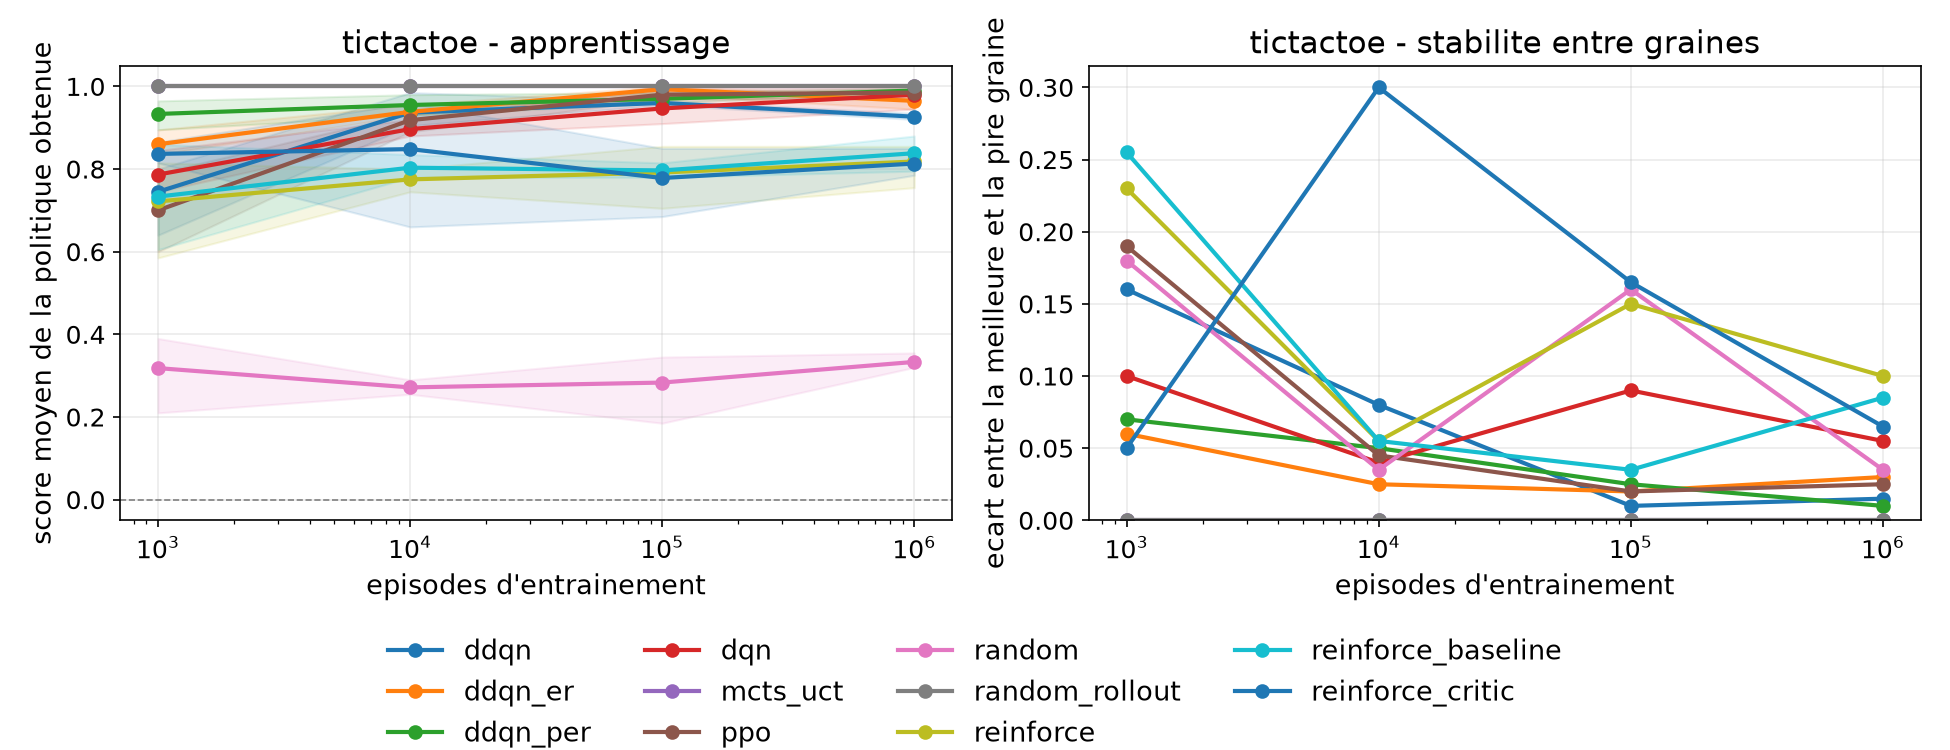 tictactoe - apprentissage
score moyen de la politique obtenue
1.0
0.8
0.6
0.4
0.2
0.0
10³
10⁴
10⁵
10⁶
episodes d'entrainement
tictactoe - stabilite entre graines
ecart entre la meilleure et la pire graine
0.30
0.25
0.20
0.15
0.10
0.05
0.00
10³
10⁴
10⁵
10⁶
episodes d'entrainement
ddqn
ddqn_er
ddqn_per
dqn
mcts_uct
ppo
random
random_rollout
reinforce
reinforce_baseline
reinforce_critic